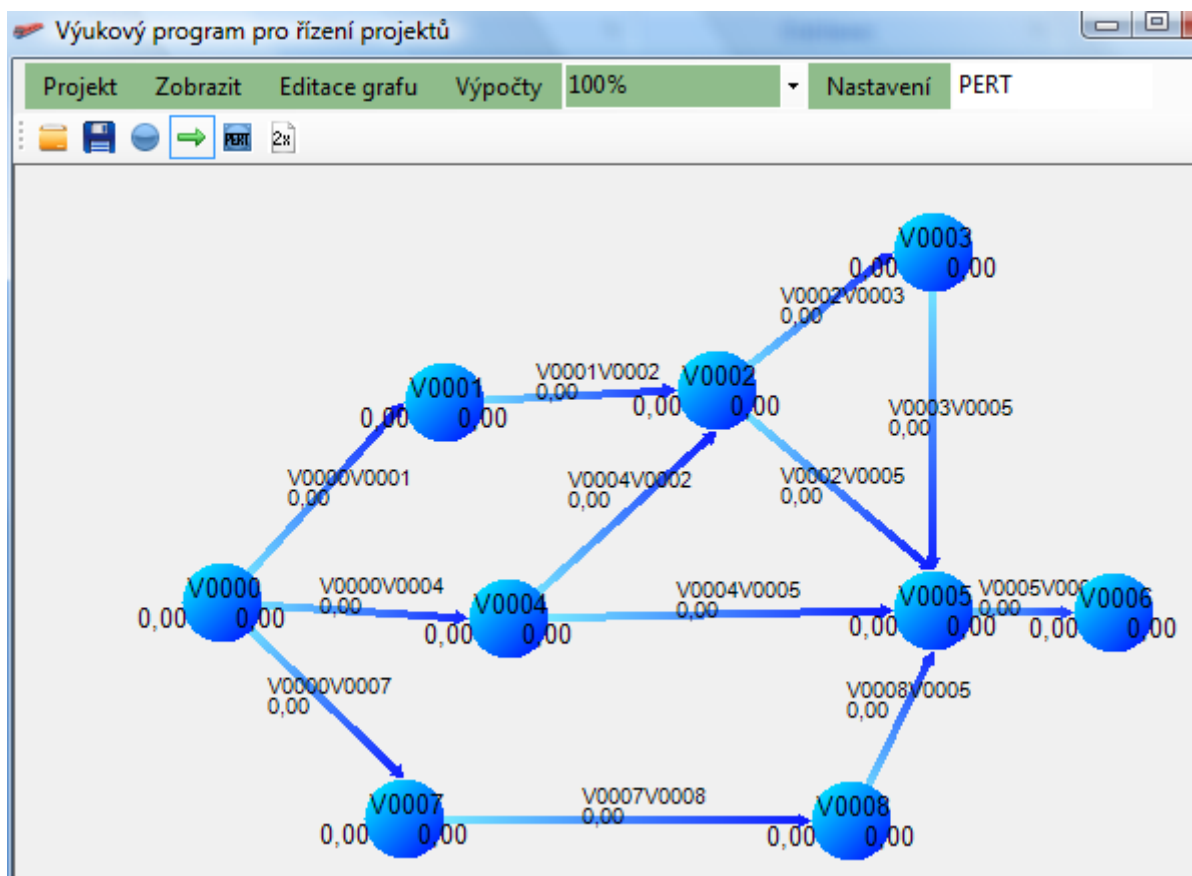 Výukový program pro řízení projektů
Projekt Zobrazit Editace grafu Výpočty 100% Nastavení PERT
PERT 2x
V0003
0,00 0,00
V0002V0003
0,00
V0001V0002
0,00
V0002
0,00 0,00
V0001
0,00 0,00
V0003V0005
0,00
V0000V0001
0,00
V0004V0002
0,00
V0002V0005
0,00
V0000
0,00 0,00
V0000V0004
0,00
V0004
0,00 0,00
V0004V0005
0,00
V0005
0,00 0,00
V0005V00
0,00
V0006
0,00 0,00
V0000V0007
0,00
V0008V0005
0,00
V0007
0,00 0,00
V0007V0008
0,00
V0008
0,00 0,00